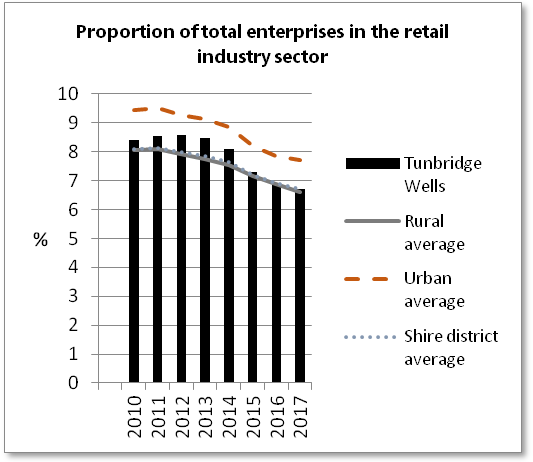 Proportion of total enterprises in the retail
industry sector
10
9
8
7
6
5
4
3
2
1
0
%
2010
2011
2012
2013
2014
2015
2016
2017
Tunbridge
Wells
Rural
average
Urban
average
Shire district
average